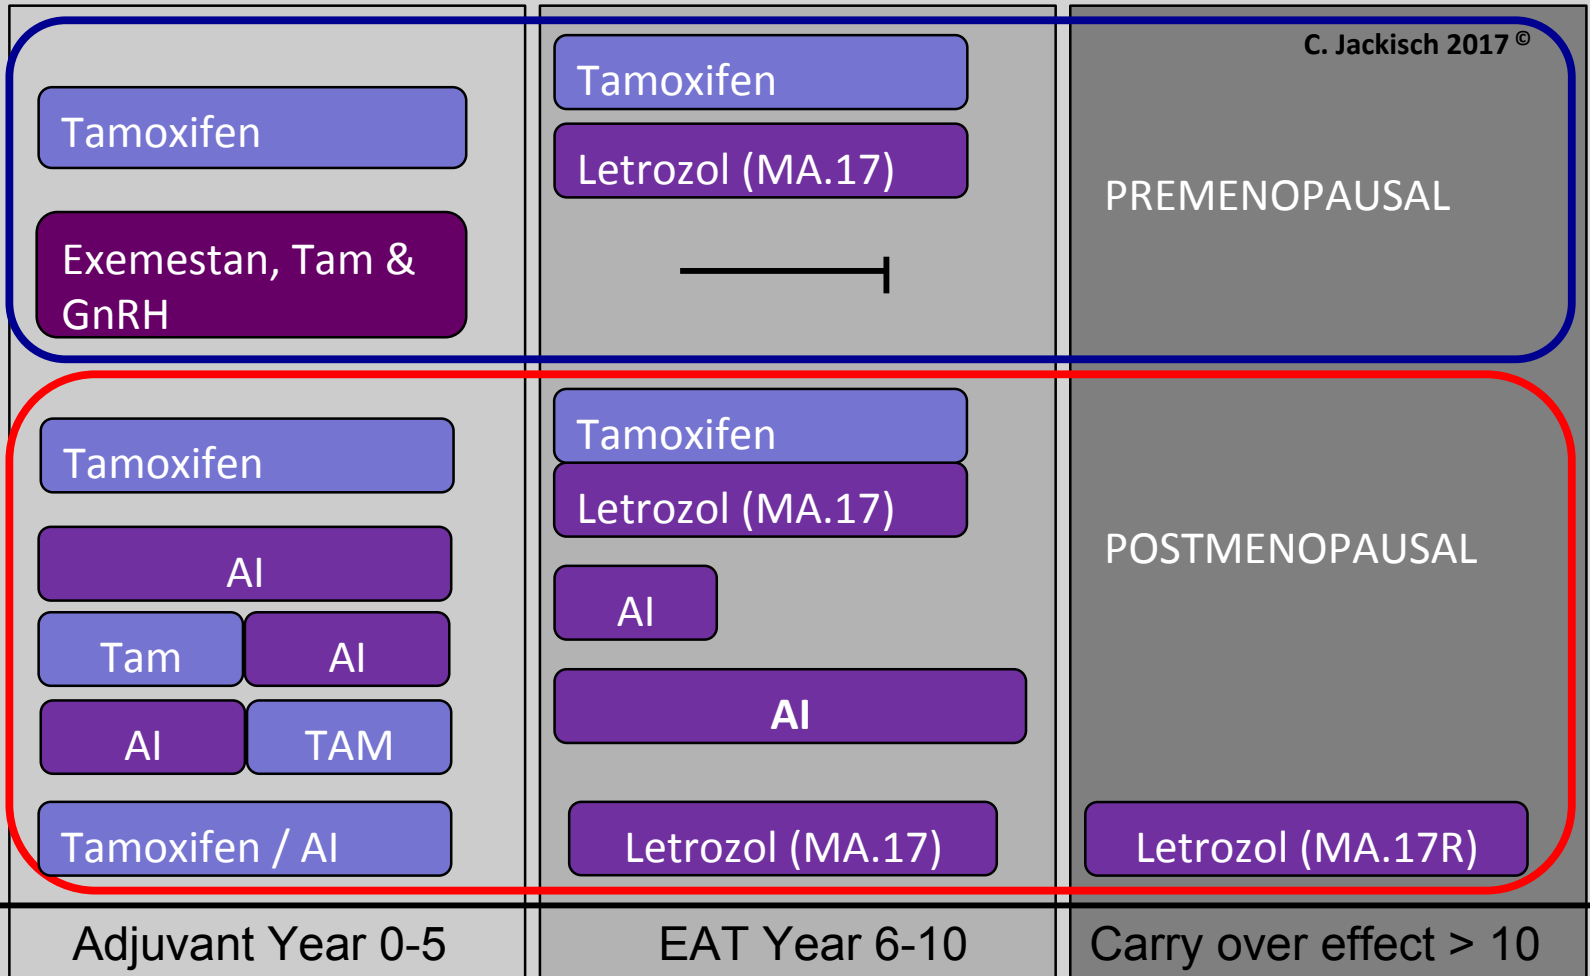 C. Jackisch 2017 ©
Tamoxifen
Tamoxifen
Letrozol (MA.17)
PREMENOPAUSAL
Exemestan, Tam &
GnRH
Tamoxifen
Tamoxifen
Letrozol (MA.17)
POSTMENOPAUSAL
AI
AI
Tam
AI
AI
AI
TAM
Tamoxifen / AI
Letrozol (MA.17)
Letrozol (MA.17R)
Adjuvant Year 0-5
EAT Year 6-10
Carry over effect > 10